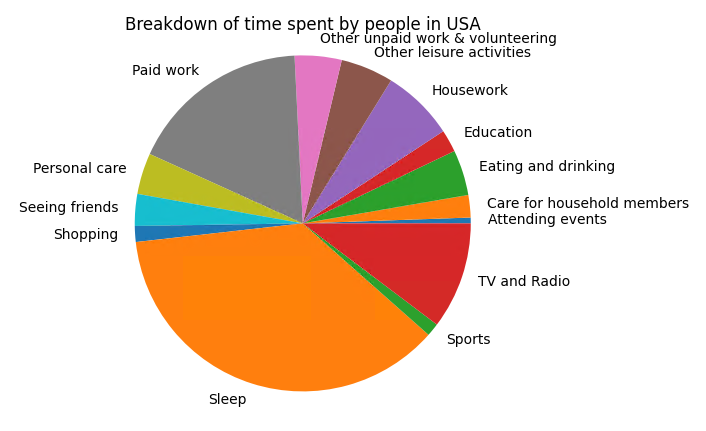 Breakdown of time spent by people in USA
Other unpaid work & volunteering
Other leisure activities
Paid work
Housework
Education
Eating and drinking
Personal care
Care for household members
Seeing friends
Attending events
Shopping
TV and Radio
Sports
Sleep